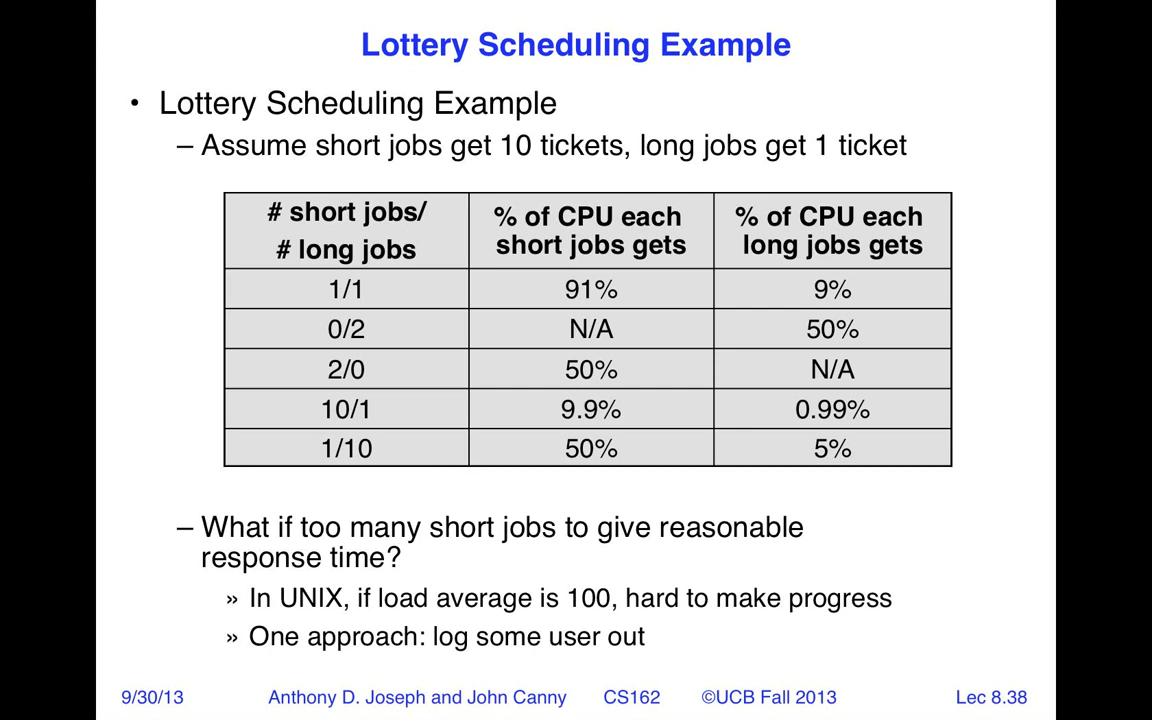 Lottery Scheduling Example
• Lottery Scheduling Example
– Assume short jobs get 10 tickets, long jobs get 1 ticket
# short jobs/
# long jobs
% of CPU each
short jobs gets
% of CPU each
long jobs gets
1/1 91% 9%
0/2 N/A 50%
2/0 50% N/A
10/1 9.9% 0.99%
1/10 50% 5%
– What if too many short jobs to give reasonable
response time?
» In UNIX, if load average is 100, hard to make progress
» One approach: log some user out
9/30/13 Anthony D. Joseph and John Canny CS162 ©UCB Fall 2013 Lec 8.38